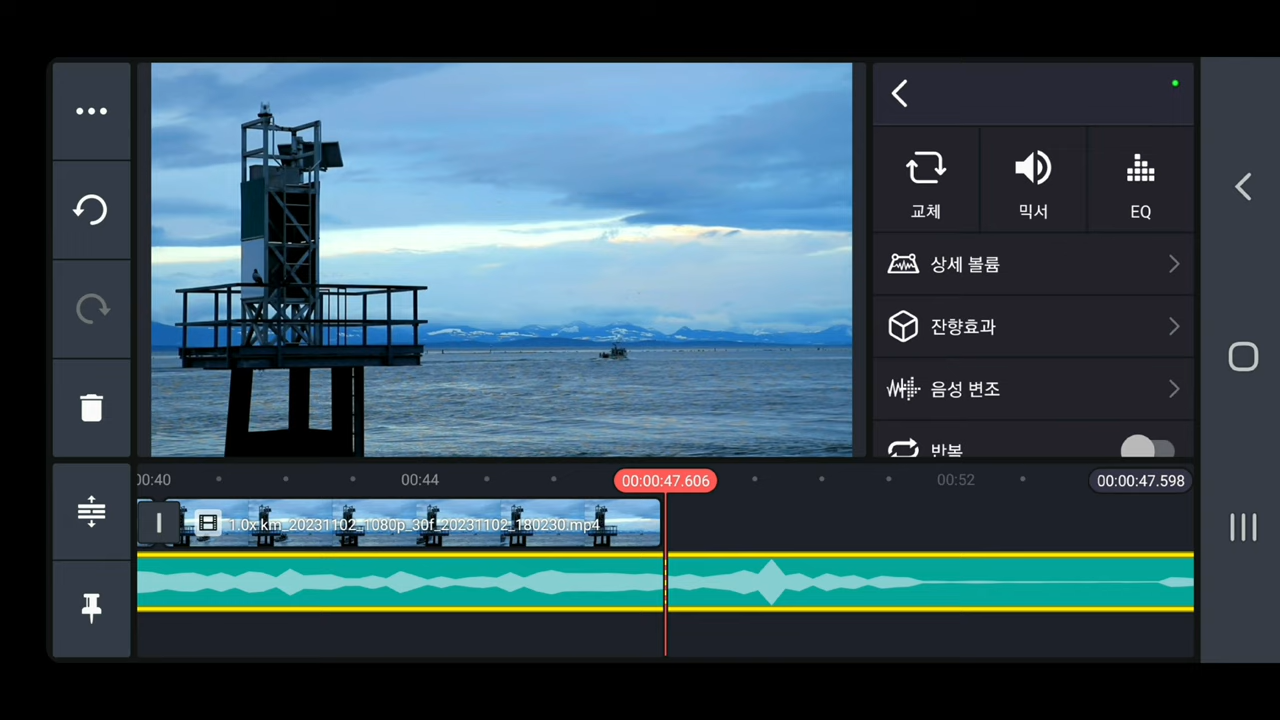 교체
믹서
EQ
상세 볼륨
잔향효과
음성 변조
반복
00:40
00:44
00:00:47.606
00:52
00:00:47.598
1.0x km_20231102_1080p_30f_20231102_180230.mp4